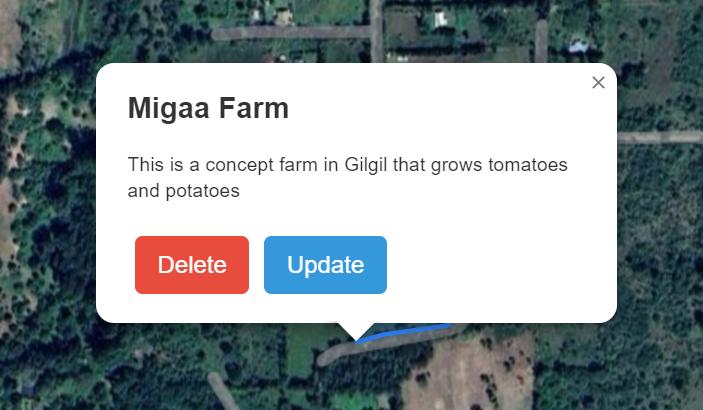 Migaa Farm
This is a concept farm in Gilgil that grows tomatoes
and potatoes
Delete Update